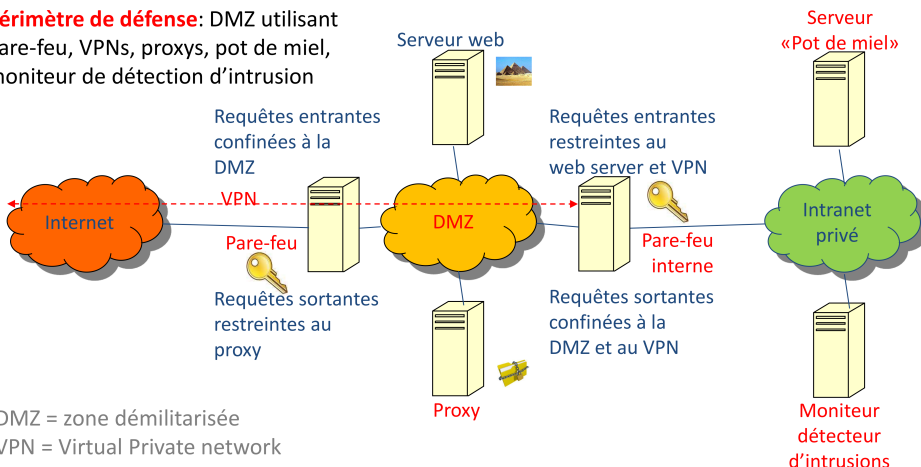 érimètre de défense: DMZ utilisant
are-feu, VPNs, proxys, pot de miel,
moniteur de détection d'intrusion
Serveur web
Serveur
«Pot de miel»
Requêtes entrantes
confinées à la
DMZ
Requêtes entrantes
restreintes au
web server et VPN
VPN
Internet
DMZ
Intranet
privé
Pare-feu
Pare-feu
interne
Requêtes sortantes
restreintes au
proxy
Requêtes sortantes
confinées à la
DMZ et au VPN
Proxy
Moniteur
détecteur
d'intrusions
DMZ = zone démilitarisée
VPN = Virtual Private network